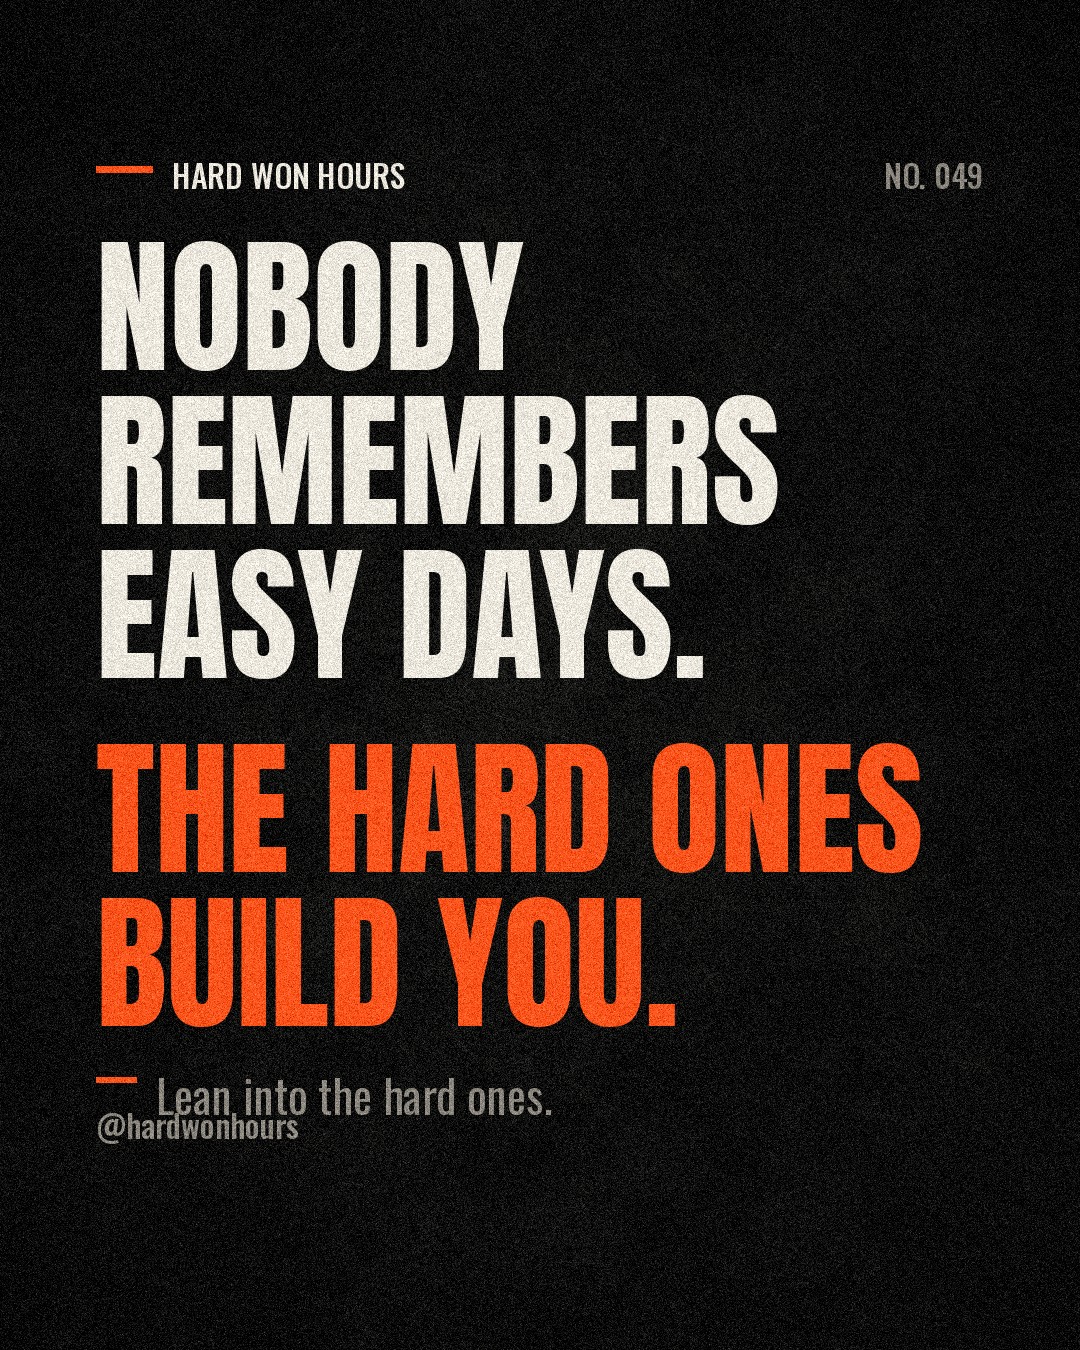 HARD WON HOURS
NO. 049
NOBODY
REMEMBERS
EASY DAYS.
THE HARD ONES
BUILD YOU.
Lean into the hard ones.
@hardwonhours